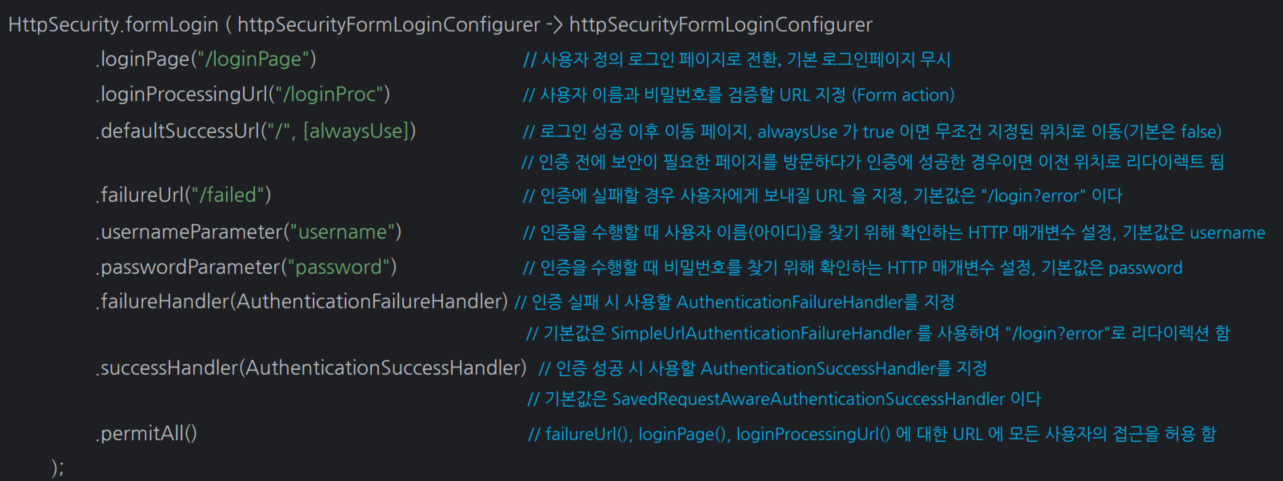 HttpSecurity.formLogin ( httpSecurityFormLoginConfigurer -> httpSecurityFormLoginConfigurer
.loginPage("/loginPage") // 사용자 정의 로그인 페이지로 전환, 기본 로그인페이지 무시
.loginProcessingUrl("/loginProc") // 사용자 이름과 비밀번호를 검증할 URL 지정 (Form action)
.defaultSuccessUrl("/", [alwaysUse]) // 로그인 성공 이후 이동 페이지, alwaysUse 가 true 이면 무조건 지정된 위치로 이동(기본은 false)
// 인증 전에 보안이 필요한 페이지를 방문하다가 인증에 성공한 경우이면 이전 위치로 리다이렉트 됨
.failureUrl("/failed") // 인증에 실패할 경우 사용자에게 보내질 URL 을 지정, 기본값은 "/login?error" 이다
.usernameParameter("username") // 인증을 수행할 때 사용자 이름(아이디)을 찾기 위해 확인하는 HTTP 매개변수 설정, 기본값은 username
.passwordParameter("password") // 인증을 수행할 때 비밀번호를 찾기 위해 확인하는 HTTP 매개변수 설정, 기본값은 password
.failureHandler(AuthenticationFailureHandler) // 인증 실패 시 사용할 AuthenticationFailureHandler를 지정
// 기본값은 SimpleUrlAuthenticationFailureHandler 를 사용하여 "/login?error"로 리다이렉션 함
.successHandler(AuthenticationSuccessHandler) // 인증 성공 시 사용할 AuthenticationSuccessHandler를 지정
// 기본값은 SavedRequestAwareAuthenticationSuccessHandler 이다
.permitAll() // failureUrl(), loginPage(), loginProcessingUrl() 에 대한 URL 에 모든 사용자의 접근을 허용 함
);